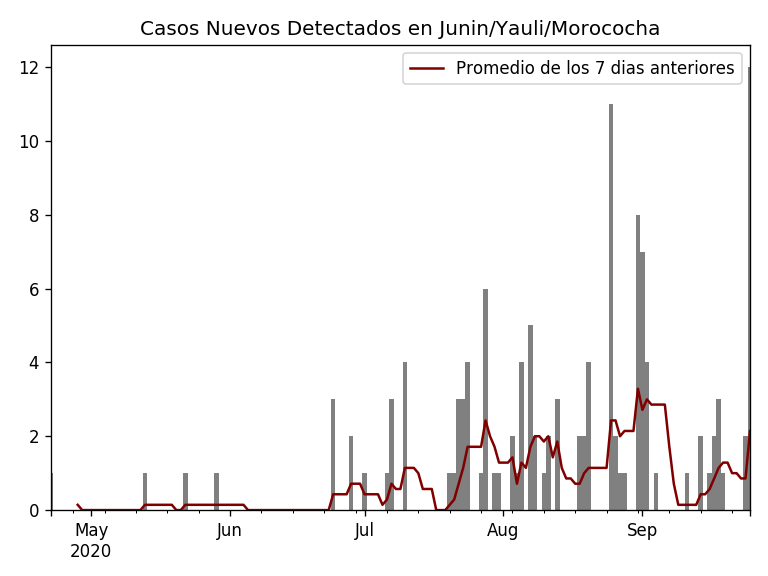 Casos Nuevos Detectados en Junin/Yauli/Morococha
Promedio de los 7 dias anteriores
12
10
8
6
4
2
0
May Jun Jul Aug Sep
2020